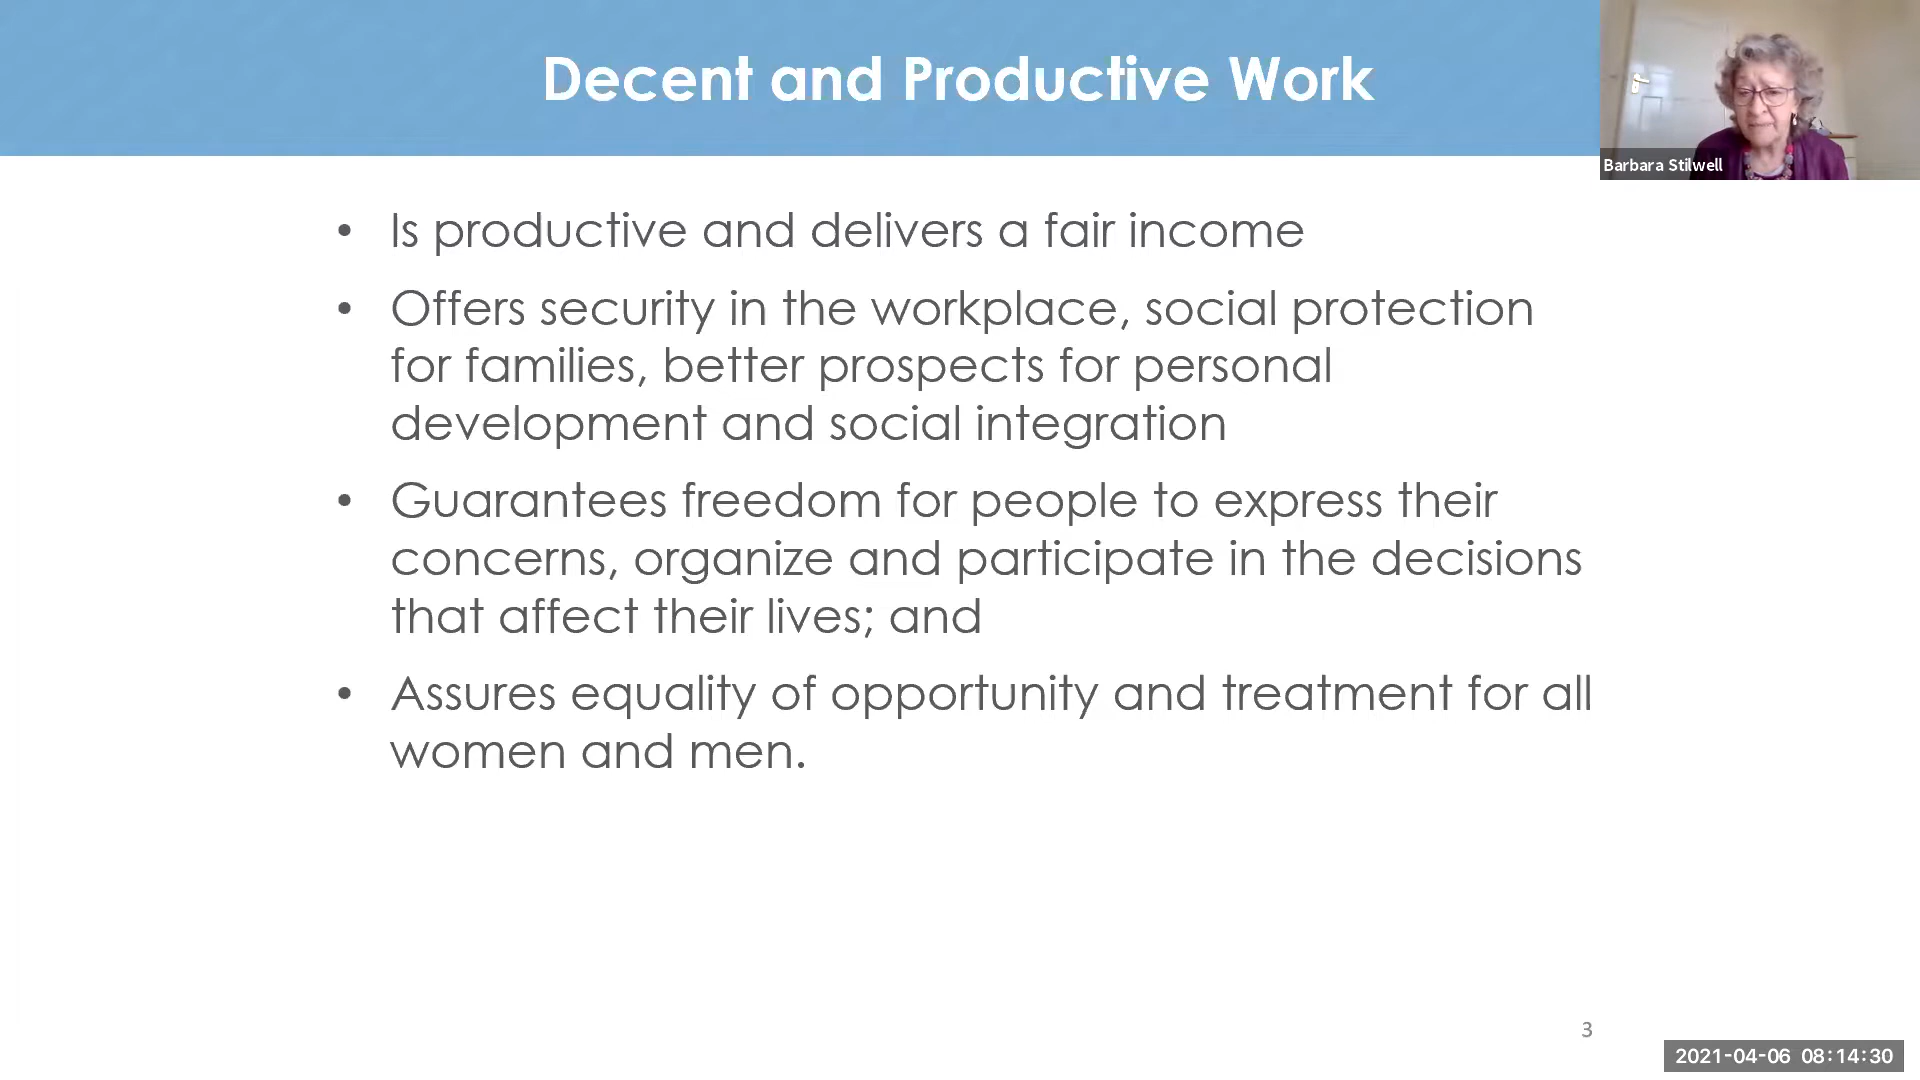 Decent and Productive Work
Barbara Stilwell
• Is productive and delivers a fair income
• Offers security in the workplace, social protection
for families, better prospects for personal
development and social integration
• Guarantees freedom for people to express their
concerns, organize and participate in the decisions
that affect their lives; and
• Assures equality of opportunity and treatment for all
women and men.
3
2021-04-06 08:14:30